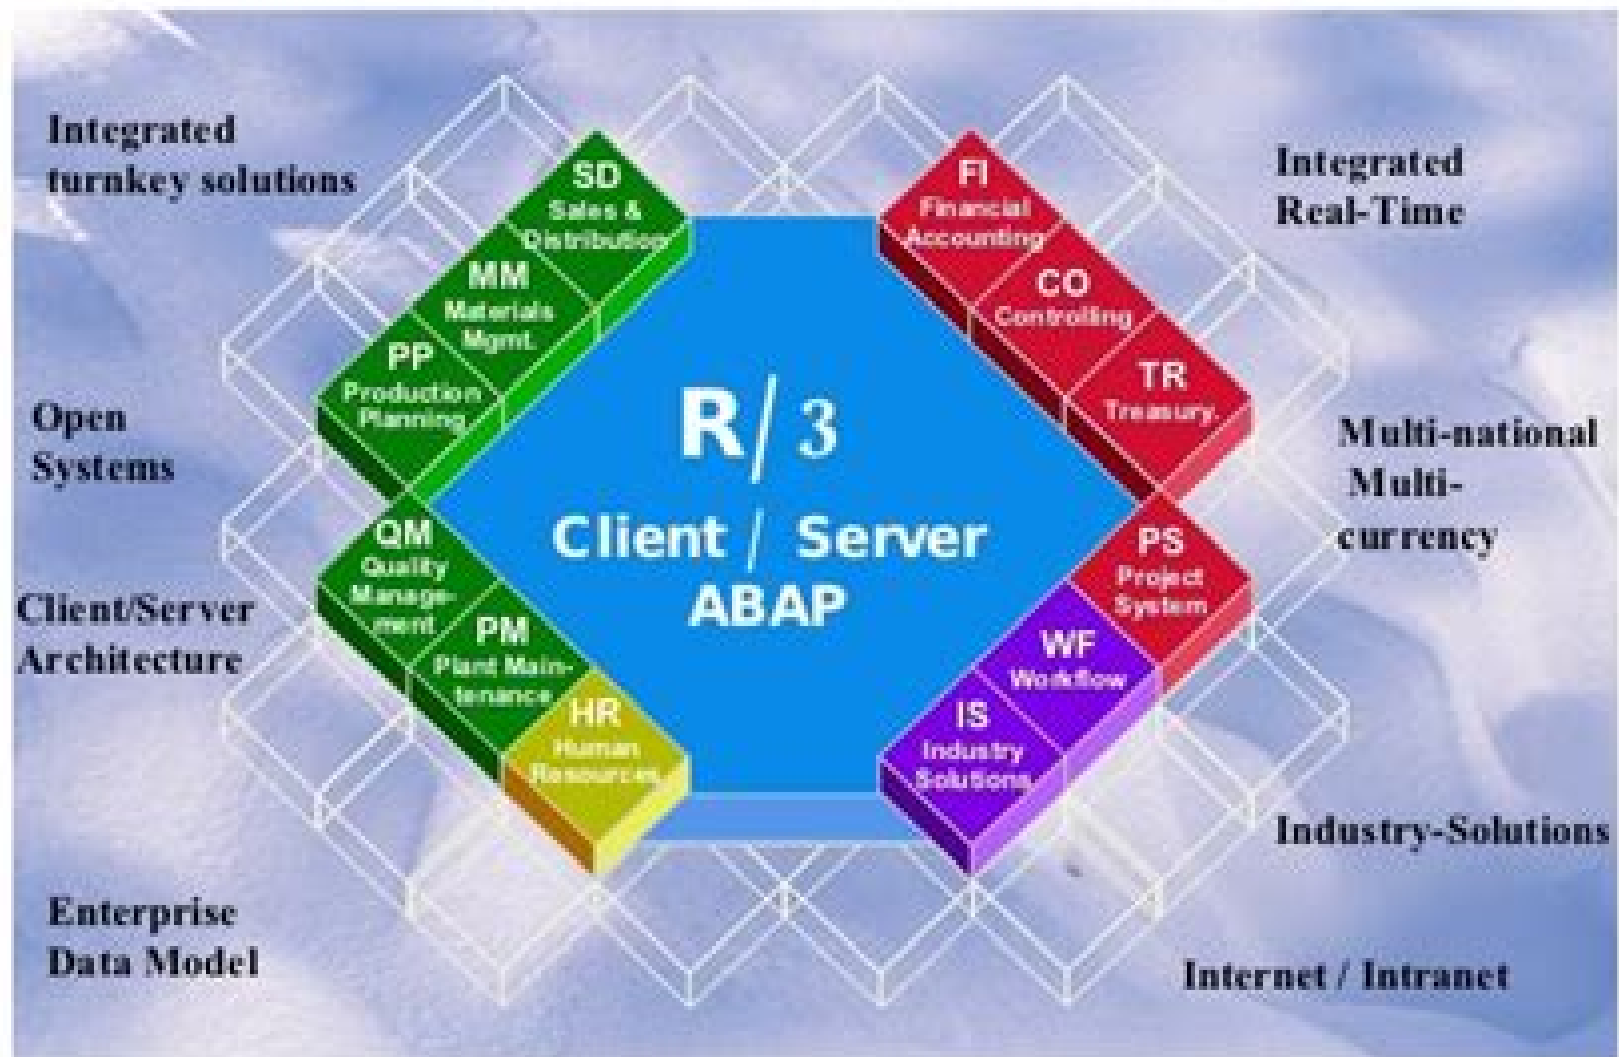 Integrated
turnkey solutions
Open
Systems
Client/Server
Architecture
Enterprise
Data Model
SD
Sales &
Distribution
MM
Materials
Mgmt.
PP
Production
Planning
QM
Quality
Manage-
ment
PM
Plant Main-
tenance
HR
Human
Resources
R/3
Client / Server
ABAP
FI
Financial
Accounting
CO
Controlling
TR
Treasury
PS
Project
System
WF
Workflow
IS
Industry
Solutions
Integrated
Real-Time
Multi-national
Multi-
currency
Industry-Solutions
Internet / Intranet